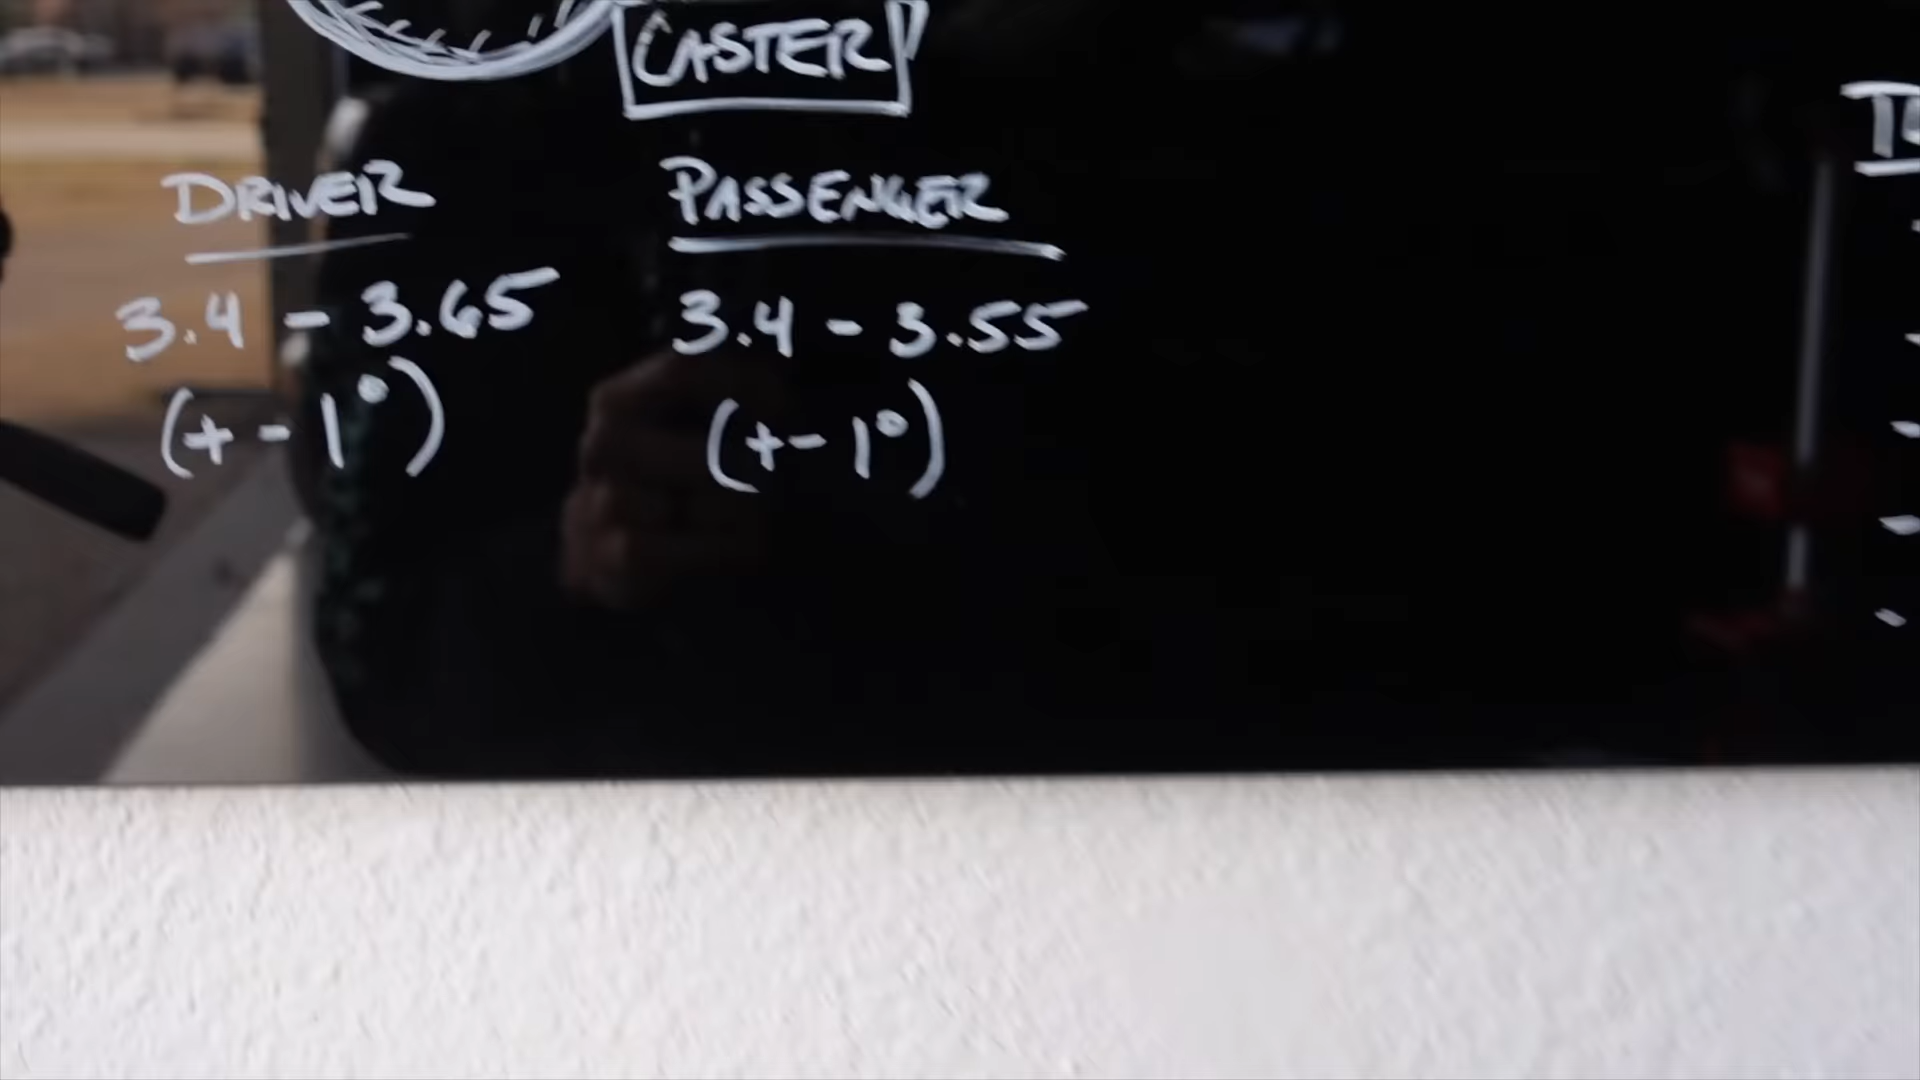 CASTER
DRIVER PASSENGER
3.4 - 3.65 3.4 - 3.55
(+ - 1°) (+- 1°)